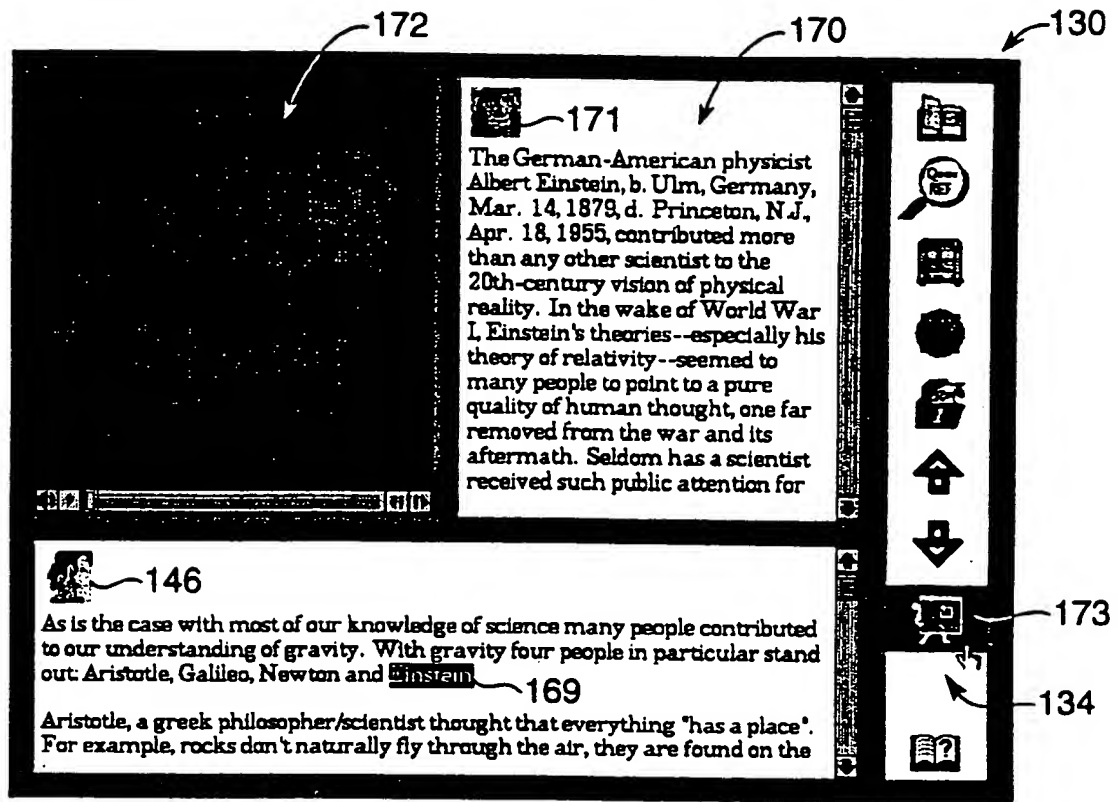 172
170
130
171
The German-American physicist
Albert Einstein, b. Ulm, Germany,
Mar. 14, 1879, d. Princeton, N.J.,
Apr. 18, 1955, contributed more
than any other scientist to the
20th-century vision of physical
reality. In the wake of World War
I, Einstein's theories--especially his
theory of relativity--seemed to
many people to point to a pure
quality of human thought, one far
removed from the war and its
aftermath. Seldom has a scientist
received such public attention for
REF
146
As is the case with most of our knowledge of science many people contributed
to our understanding of gravity. With gravity four people in particular stand
out: Aristotle, Galileo, Newton and Einstein
169
Aristotle, a greek philosopher/scientist thought that everything "has a place".
For example, rocks don't naturally fly through the air, they are found on the
173
134
?